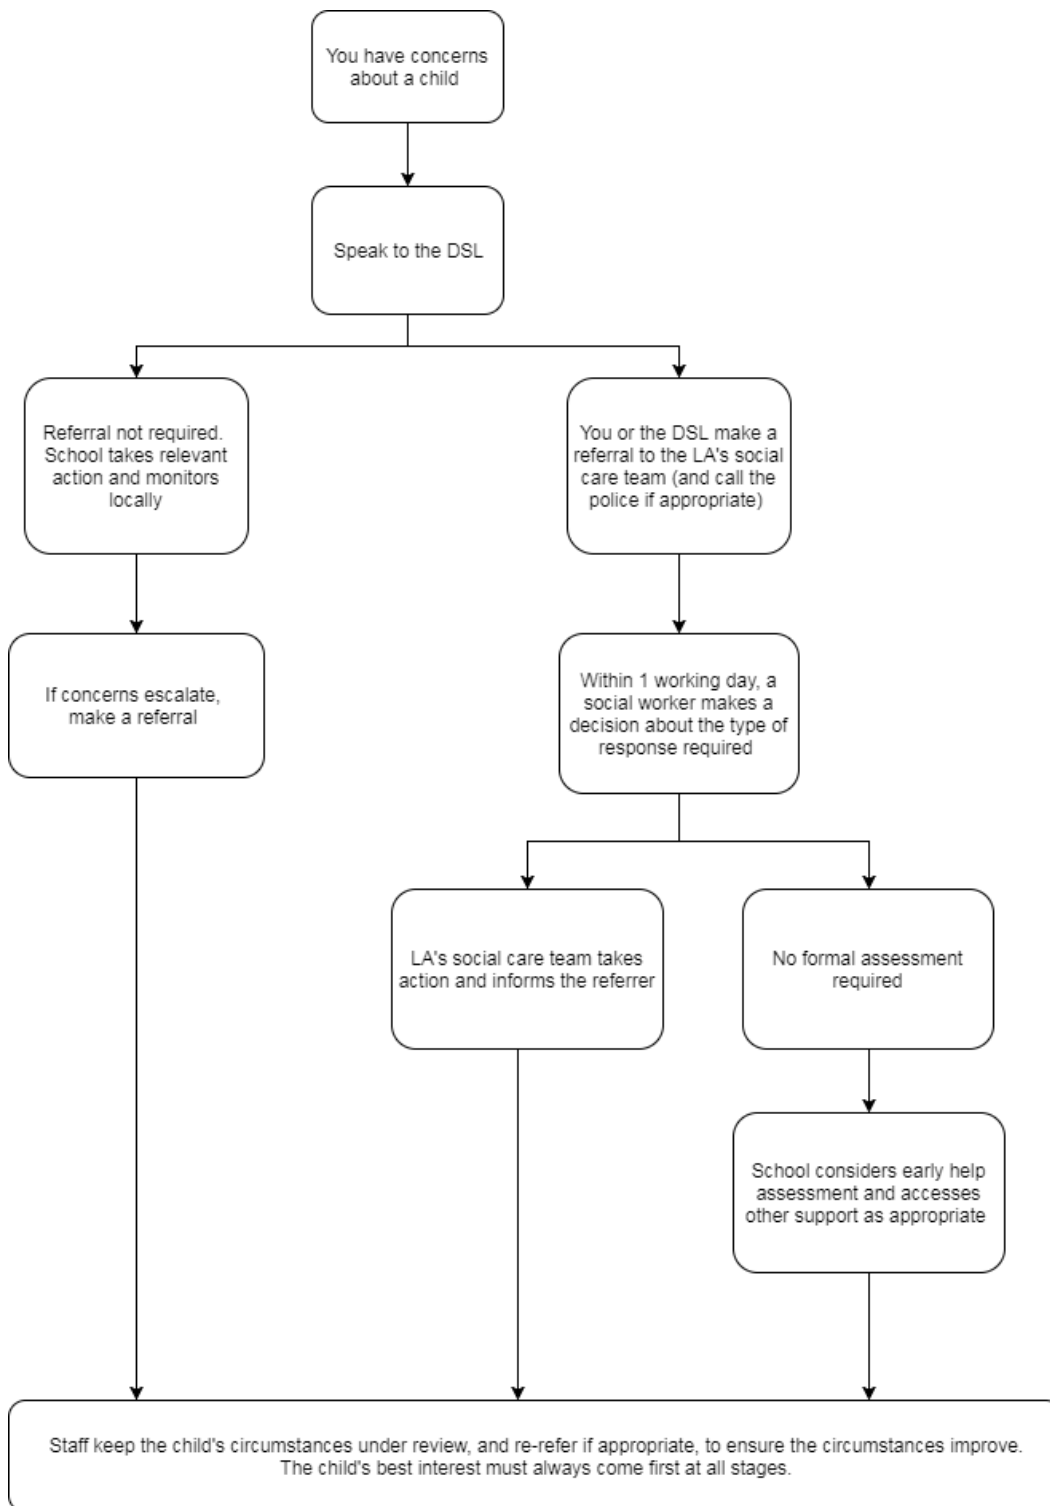 You have concerns
about a child
Speak to the DSL
Referral not required.
School takes relevant
action and monitors
locally
You or the DSL make a
referral to the LA's social
care team (and call the
police if appropriate)
If concerns escalate,
make a referral
Within 1 working day, a
social worker makes a
decision about the type of
response required
LA's social care team takes
action and informs the referrer
No formal assessment
required
School considers early help
assessment and accesses
other support as appropriate
Staff keep the child's circumstances under review, and re-refer if appropriate, to ensure the circumstances improve.
The child's best interest must always come first at all stages.